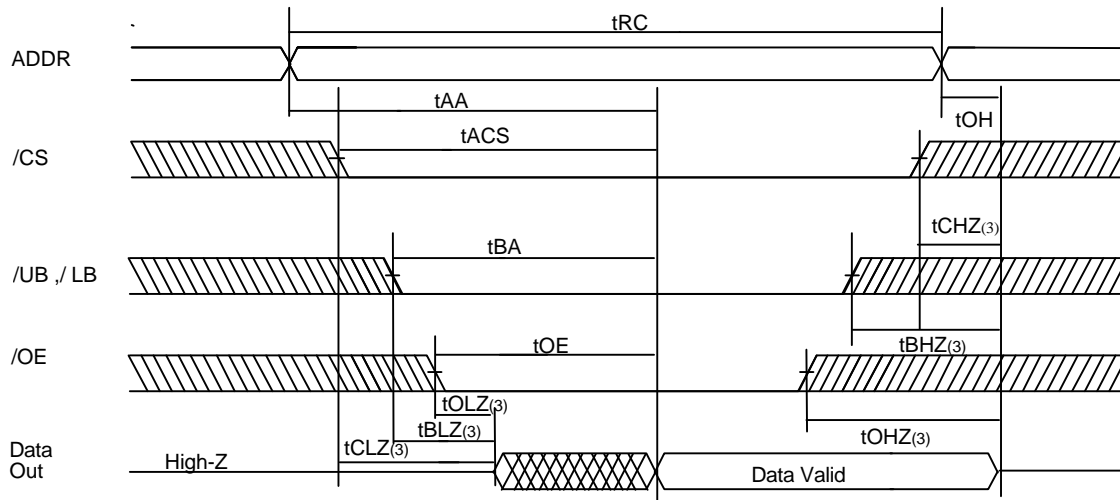 tRC
ADDR
tAA
tOH
tACS
/CS
tCHZ(3)
tBA
/UB ,/ LB
tBHZ(3)
/OE
tOE
tOLZ(3)
tBLZ(3)
tOHZ(3)
tCLZ(3)
Data
Out
High-Z
Data Valid